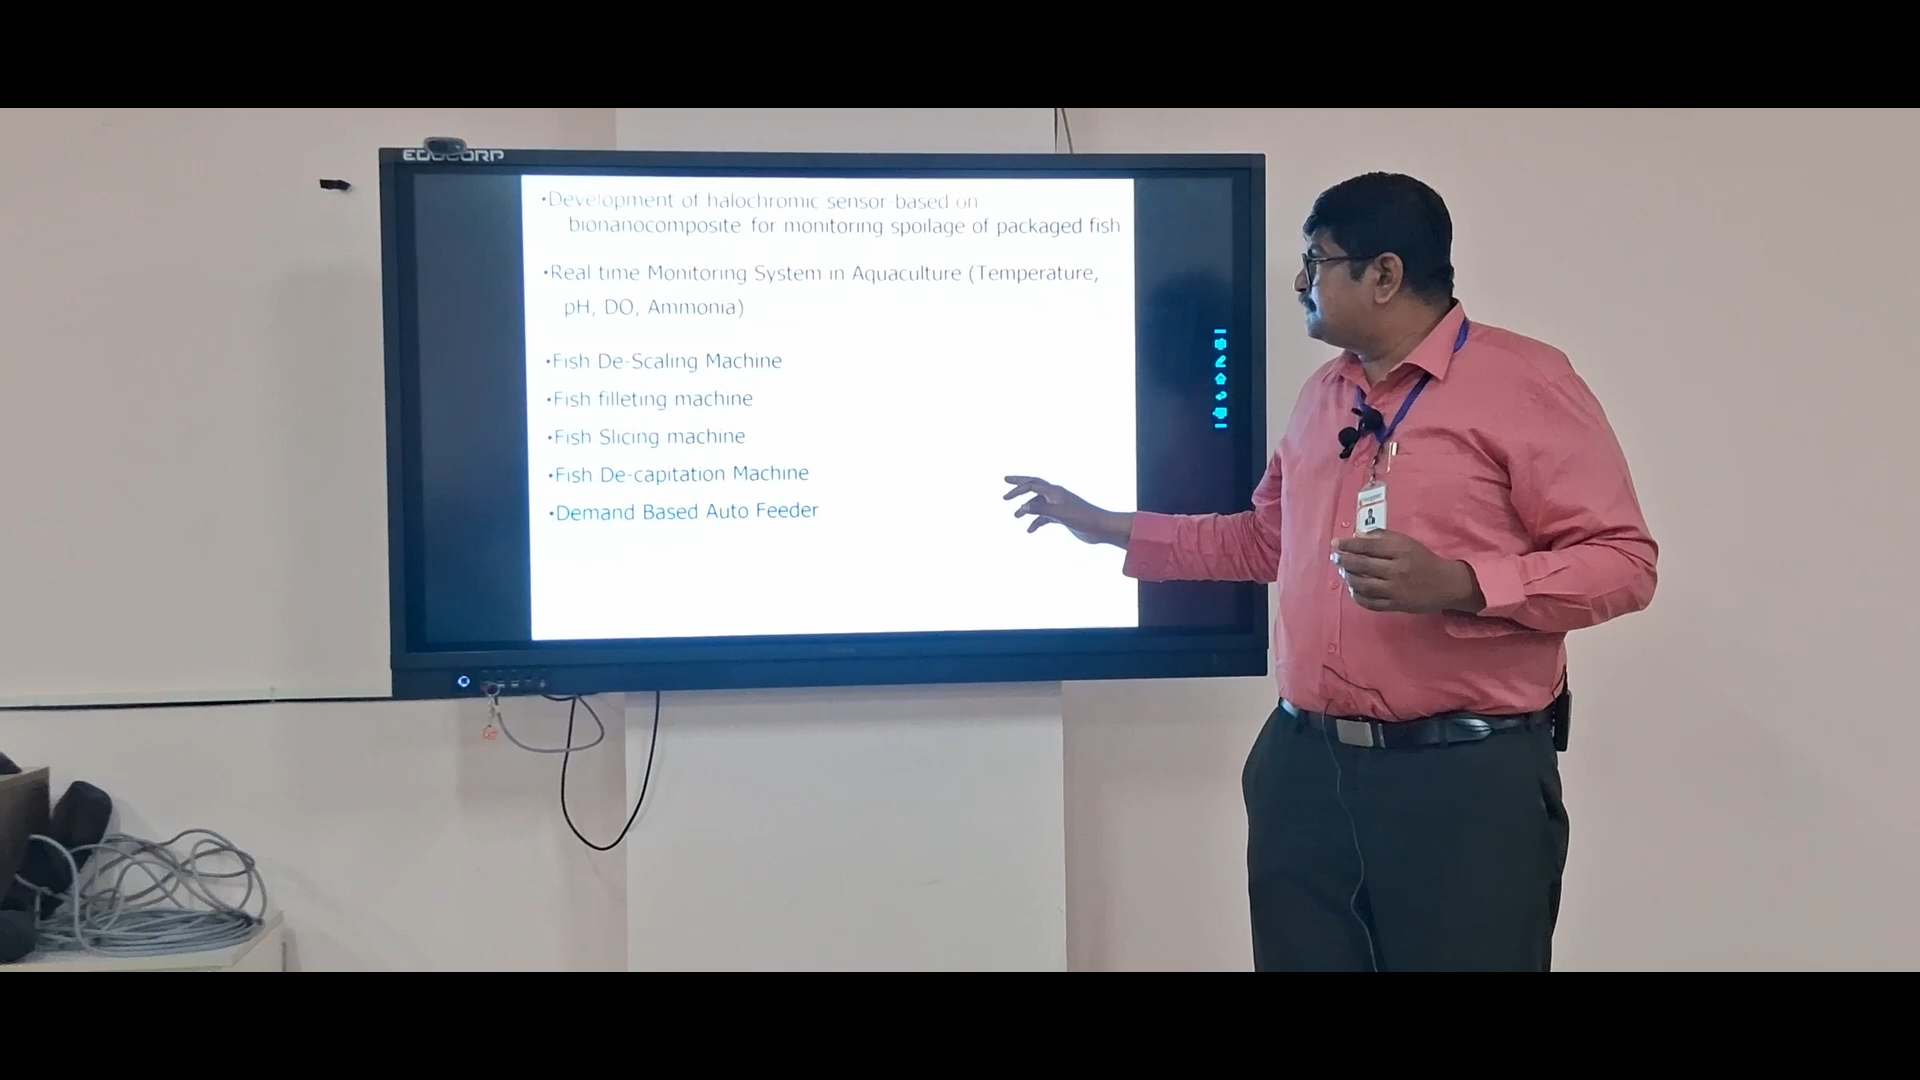 EDUCORP
•Development of halochromic sensor-based on
bionanocomposite for monitoring spoilage of packaged fish
•Real time Monitoring System in Aquaculture (Temperature,
pH, DO, Ammonia)
•Fish De-Scaling Machine
•Fish filleting machine
•Fish Slicing machine
•Fish De-capitation Machine
•Demand Based Auto Feeder